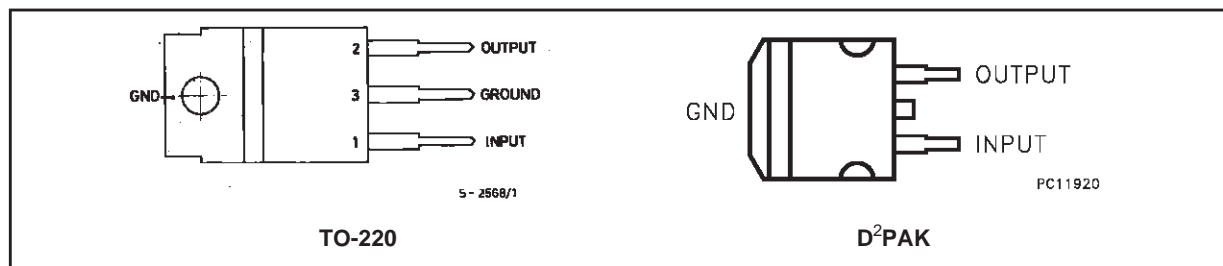 2 OUTPUT
GND 3 GROUND
1 INPUT
S-2568/1
TO-220
OUTPUT
GND
INPUT
PC11920
D²PAK